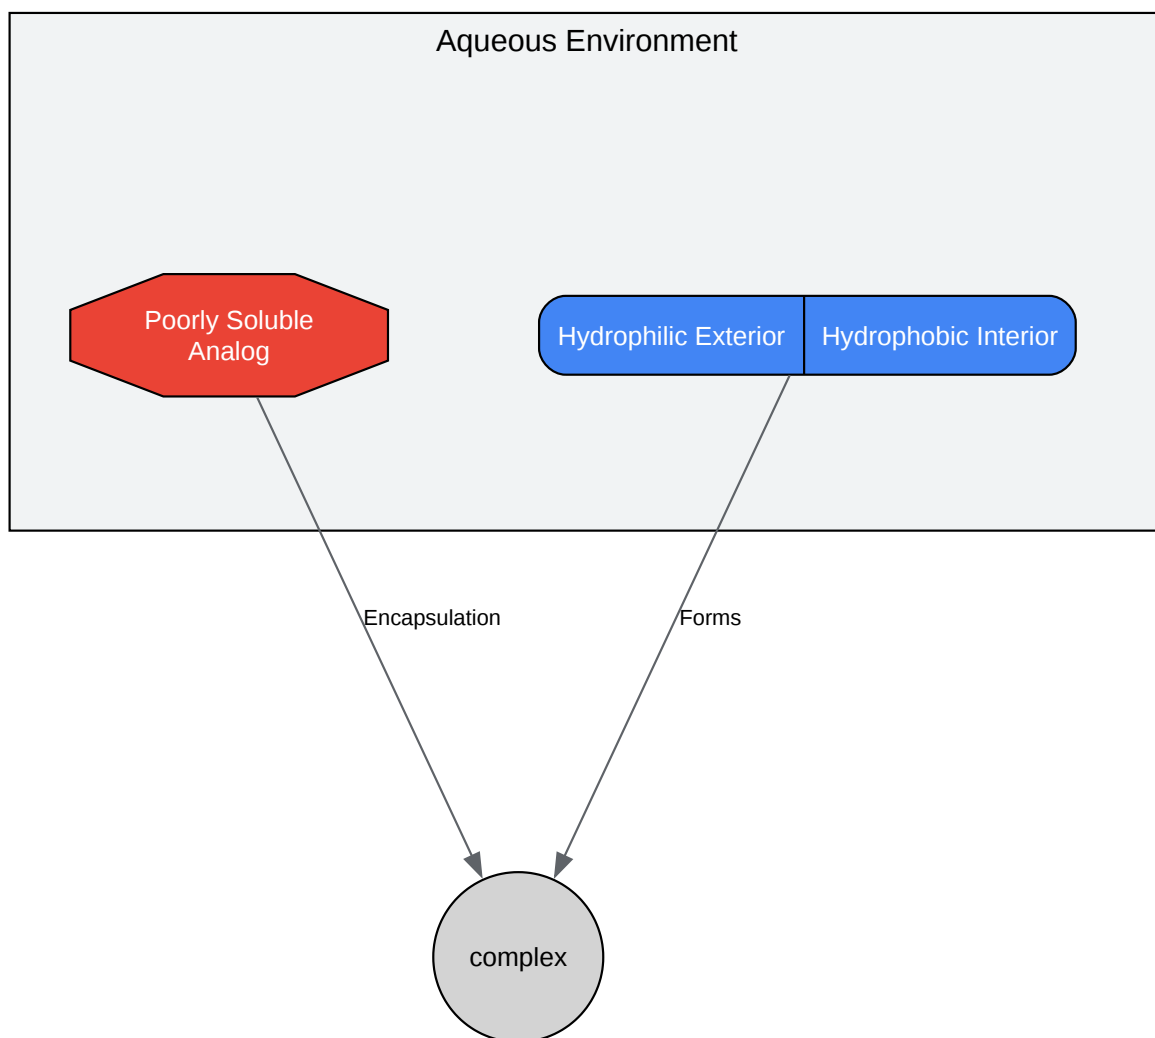 Aqueous Environment
Poorly Soluble
Analog
Hydrophilic Exterior
Hydrophobic Interior
Encapsulation
Forms
complex